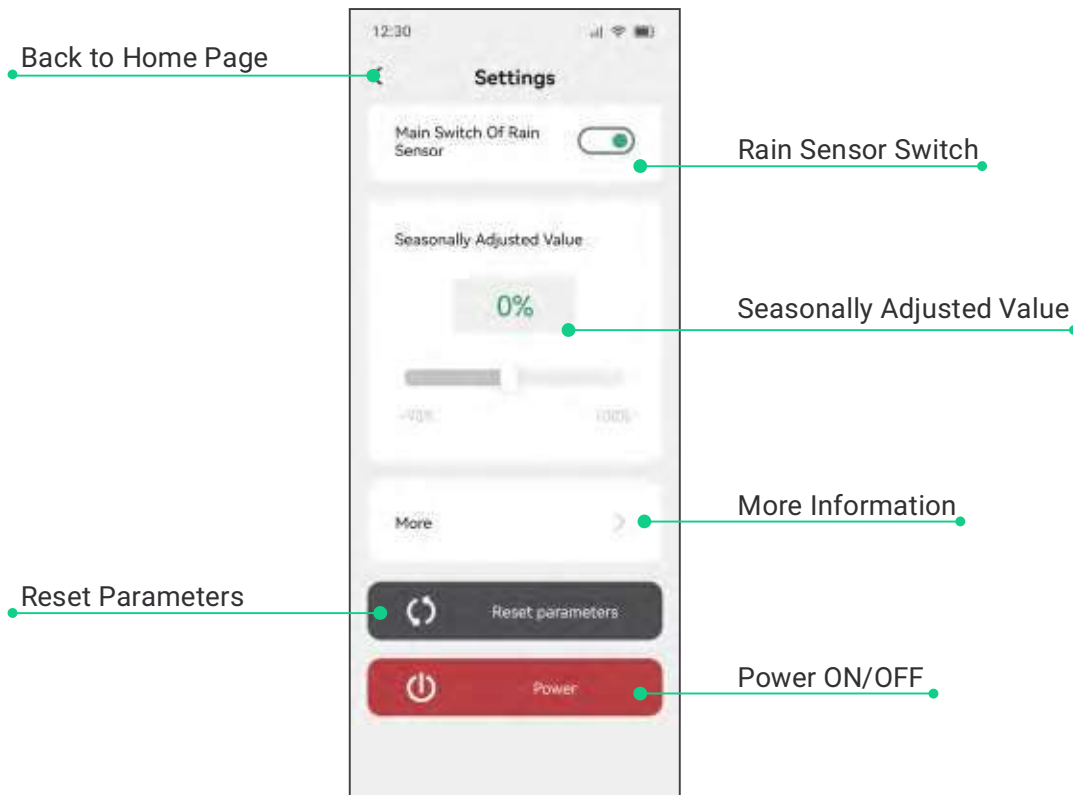 12:30
Back to Home Page
Settings
Main Switch Of Rain
Sensor
Rain Sensor Switch
Seasonally Adjusted Value
0%
Seasonally Adjusted Value
100%
More
More Information
Reset Parameters
Reset parameters
Power
Power ON/OFF